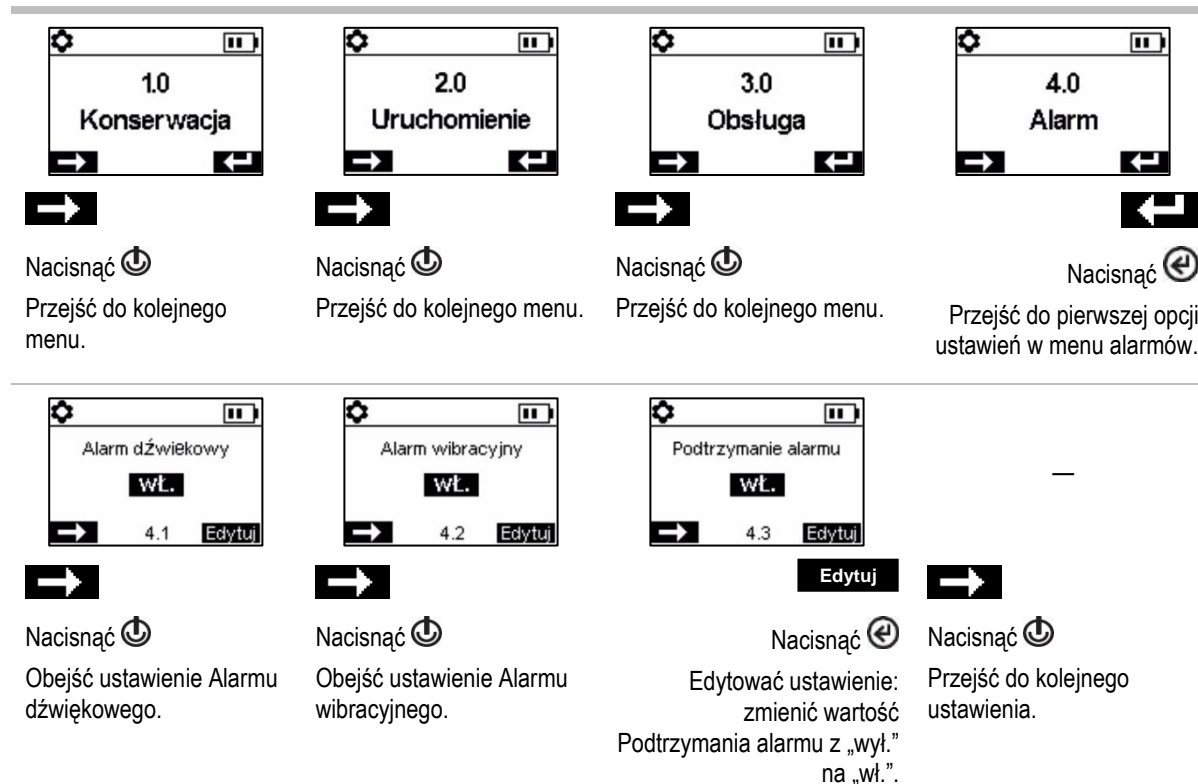 1.0
Konserwacja
2.0
Uruchomienie
3.0
Obsługa
4.0
Alarm
Nacisnąć
Przejść do kolejnego
menu.
Nacisnąć
Przejść do kolejnego menu.
Nacisnąć
Przejść do kolejnego menu.
Nacisnąć
Przejść do pierwszej opcji
ustawień w menu alarmów.
Alarm dźwiękowy
WŁ.
4.1 Edytuj
Alarm wibracyjny
WŁ.
4.2 Edytuj
Podtrzymanie alarmu
WŁ.
4.3 Edytuj
—
Nacisnąć
Obejść ustawienie Alarmu
dźwiękowego.
Nacisnąć
Obejść ustawienie Alarmu
wibracyjnego.
Edytuj
Nacisnąć
Edytować ustawienie:
zmienić wartość
Podtrzymania alarmu z „wył.”
na „wł.”.
Nacisnąć
Przejść do kolejnego
ustawienia.